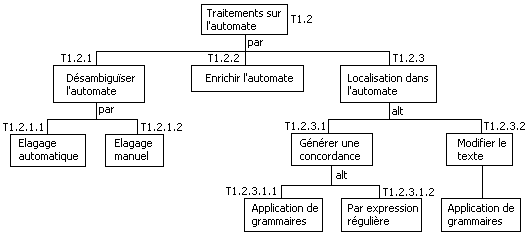 Traitements sur
l'automate
T1.2
par
T1.2.1
T1.2.2
T1.2.3
Désambiguïser
l'automate
Enrichir l'automate
Localisation dans
l'automate
par
alt
T1.2.1.1
T1.2.1.2
T1.2.3.1
T1.2.3.2
Elagage
automatique
Elagage
manuel
Générer une
concordance
Modifier le
texte
alt
T1.2.3.1.1
T1.2.3.1.2
Application de
grammaires
Par expression
régulière
Application de
grammaires